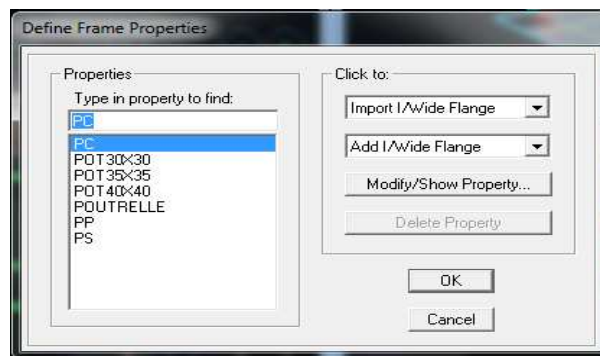 Define Frame Properties
Properties
Type in property to find:
PC
PC
POT30X30
POT35X35
POT40X40
POUTRELLE
PP
PS
Click to:
Import I/Wide Flange
Add I/Wide Flange
Modify/Show Property...
Delete Property
OK
Cancel